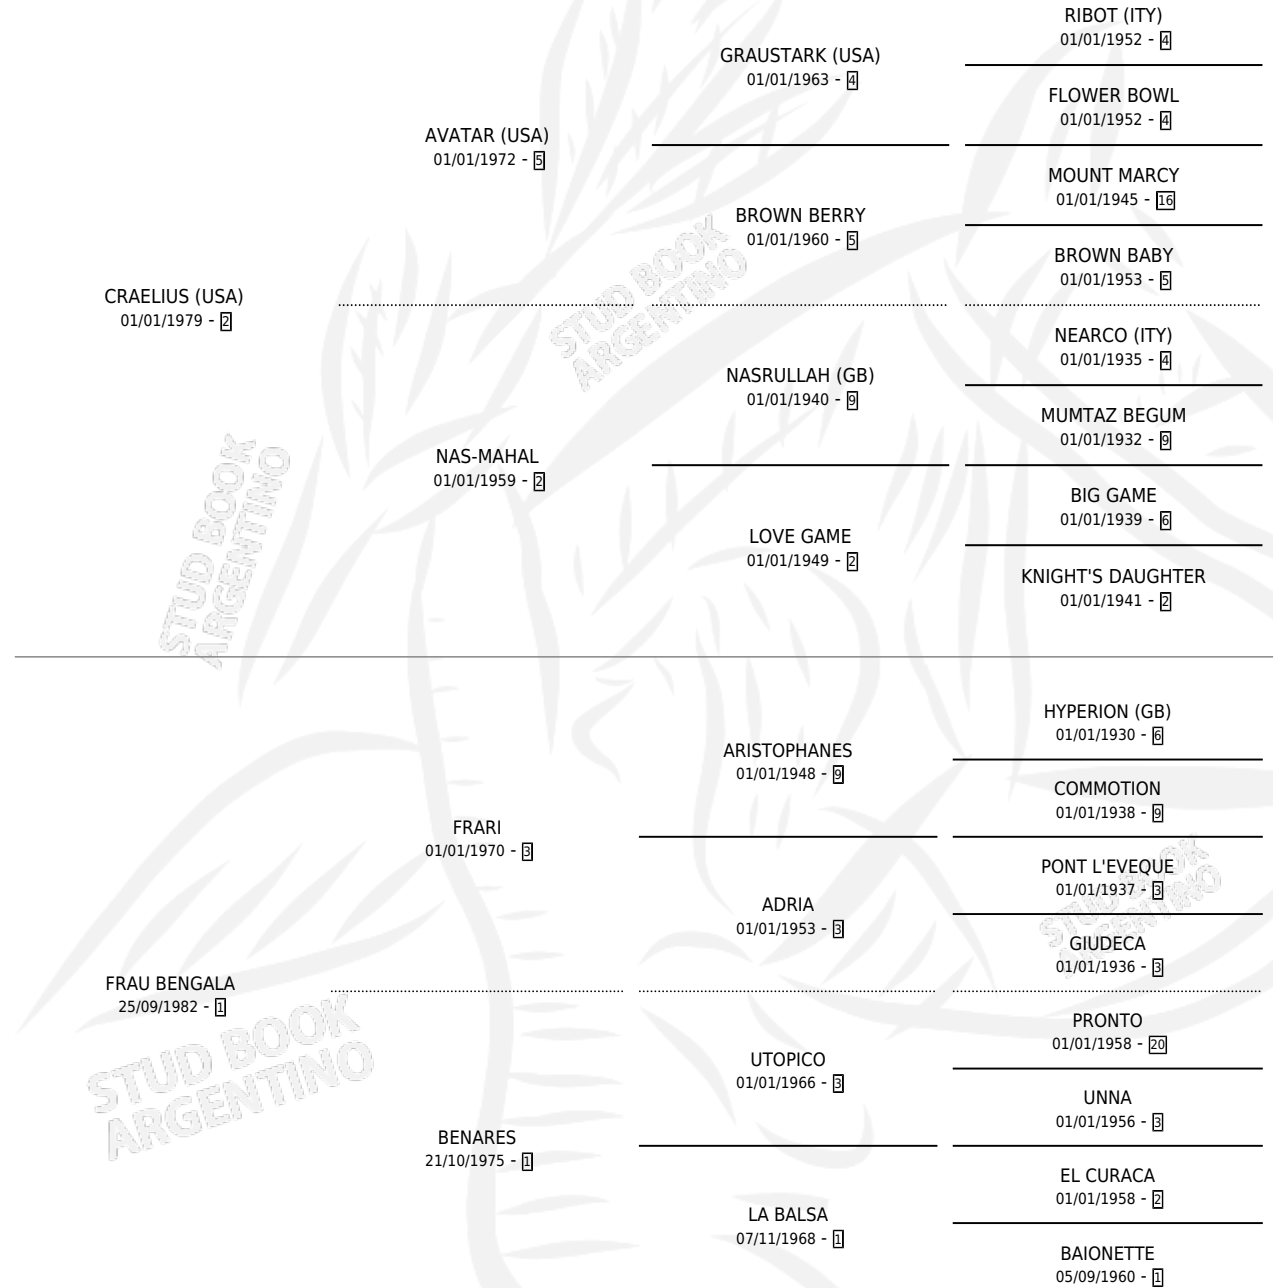 RIBOT (ITY)
01/01/1952 - 4
GRAUSTARK (USA)
01/01/1963 - 4
FLOWER BOWL
01/01/1952 - 4
AVATAR (USA)
01/01/1972 - 5
MOUNT MARCY
01/01/1945 - 16
BROWN BERRY
01/01/1960 - 5
BROWN BABY
01/01/1953 - 5
CRAELIUS (USA)
01/01/1979 - 2
NEARCO (ITY)
01/01/1935 - 4
NASRULLAH (GB)
01/01/1940 - 9
MUMTAZ BEGUM
01/01/1932 - 9
NAS-MAHAL
01/01/1959 - 2
BIG GAME
01/01/1939 - 6
LOVE GAME
01/01/1949 - 2
KNIGHT'S DAUGHTER
01/01/1941 - 2
HYPERION (GB)
01/01/1930 - 6
ARISTOPHANES
01/01/1948 - 9
COMMOTION
01/01/1938 - 9
FRARI
01/01/1970 - 3
PONT L'EVEQUE
01/01/1937 - 3
ADRIA
01/01/1953 - 3
GIUDECA
01/01/1936 - 3
FRAU BENGALA
25/09/1982 - 1
PRONTO
01/01/1958 - 20
UTOPICO
01/01/1966 - 3
UNNA
01/01/1956 - 3
BENARES
21/10/1975 - 1
EL CURACA
01/01/1958 - 2
LA BALSA
07/11/1968 - 1
BAIONETTE
05/09/1960 - 1
STUD BOOK
ARGENTINO
STUD BOOK
ARGENTINO
STUD BOOK
ARGENTINO
STUD BOOK
ARGENTINO